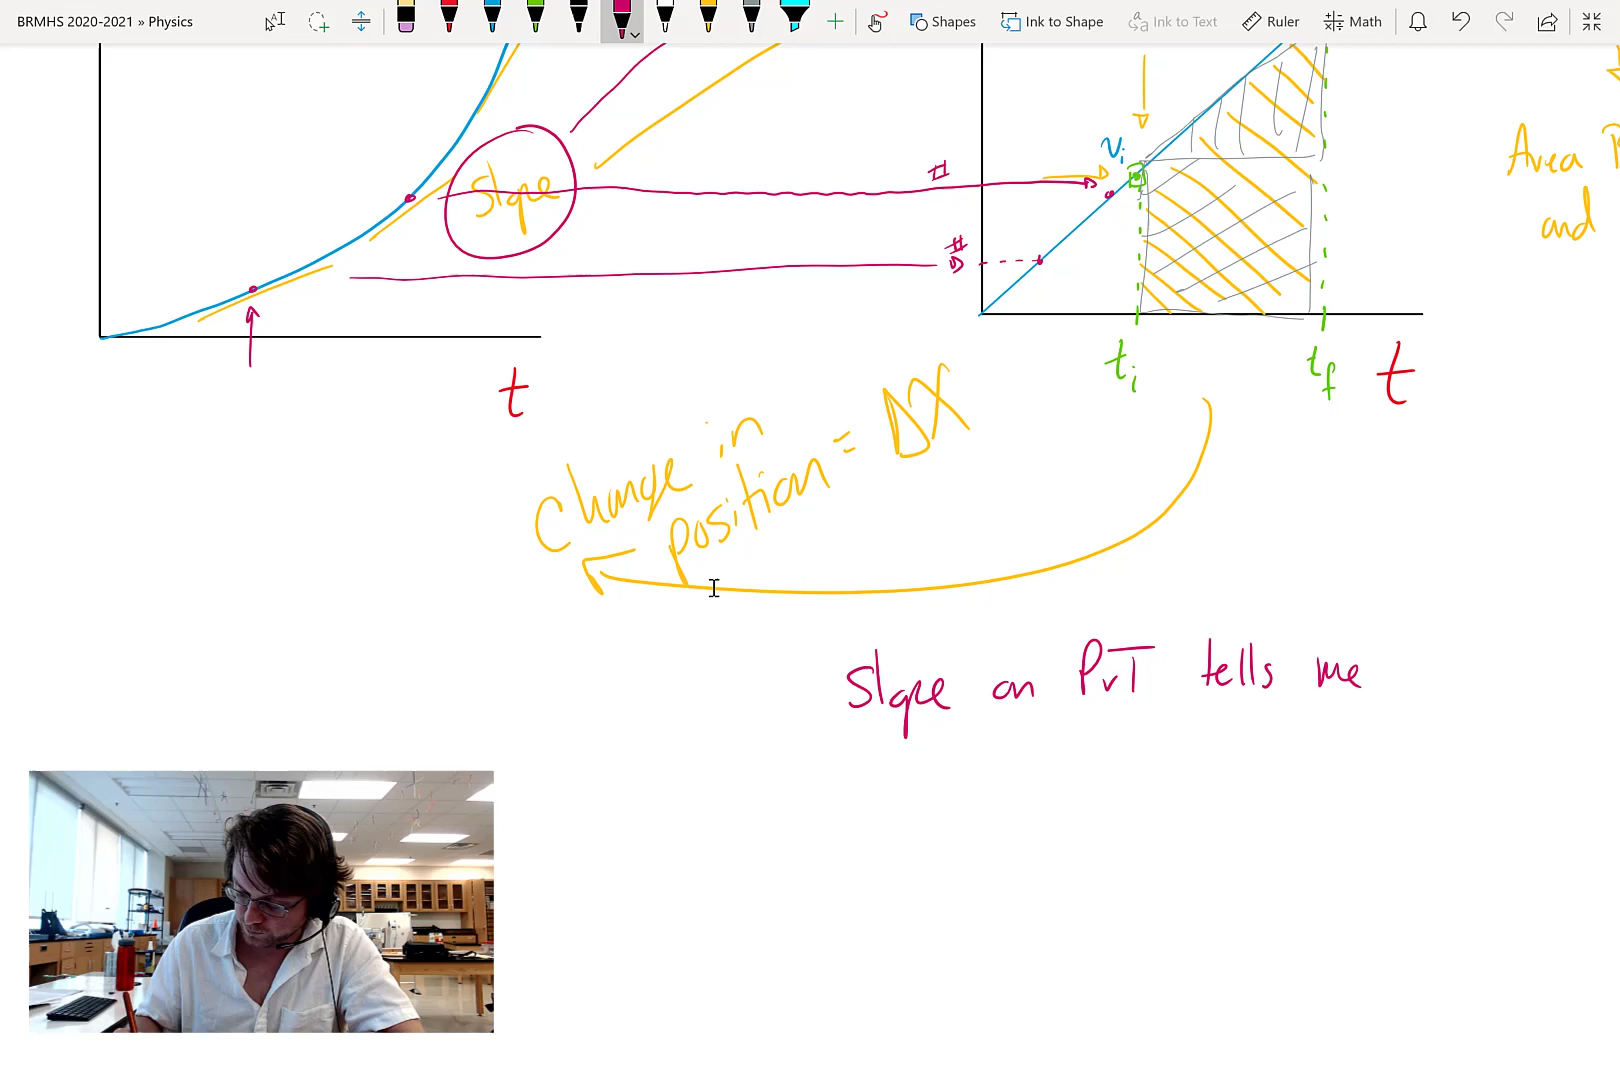 BRMHS 2020-2021 » Physics
Shapes
Ink to Shape
Ink to Text
Ruler
Math
slope
#
#
vi
Area
and
ti
tf
t
t
change in
position = ΔX
Slope on PvT tells me